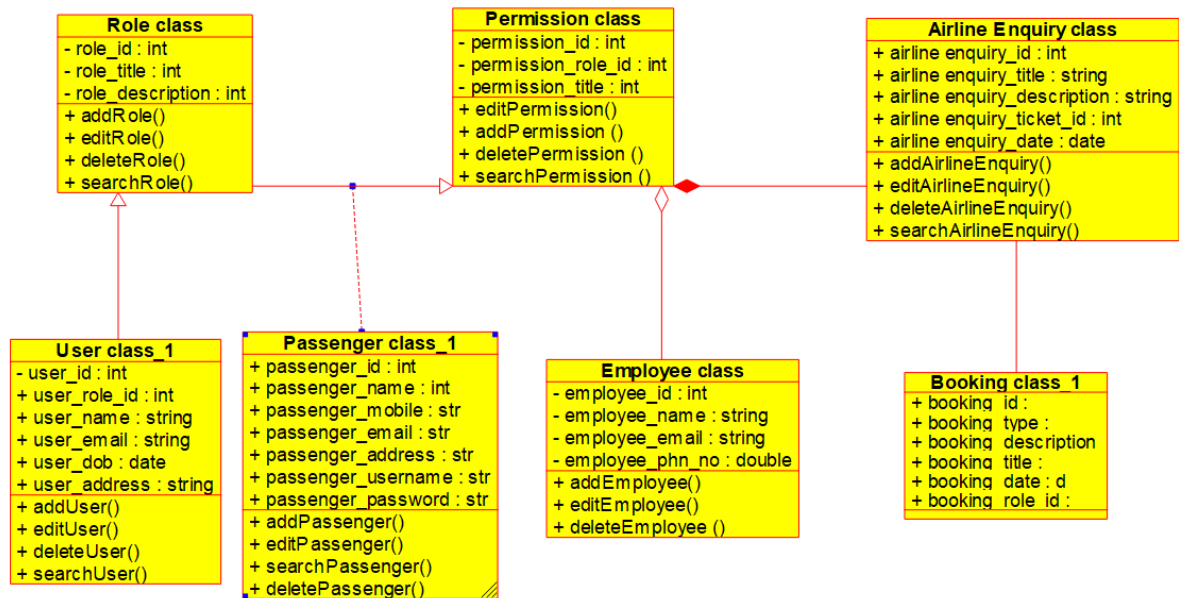 Role class
- role_id : int
- role_title : int
- role_description : int
+ addRole()
+ editRole()
+ deleteRole()
+ searchRole()
Permission class
- permission_id : int
- permission_role_id : int
- permission_title : int
+ editPermission()
+ addPermission ()
+ deletePermission ()
+ searchPermission ()
Airline Enquiry class
+ airline enquiry_id : int
+ airline enquiry_title : string
+ airline enquiry_description : string
+ airline enquiry_ticket_id : int
+ airline enquiry_date : date
+ addAirlineEnquiry()
+ editAirlineEnquiry()
+ deleteAirlineEnquiry()
+ searchAirlineEnquiry()
User class_1
- user_id : int
+ user_role_id : int
+ user_name : string
+ user_email : string
+ user_dob : date
+ user_address : string
+ addUser()
+ editUser()
+ deleteUser()
+ searchUser()
Passenger class_1
+ passenger_id : int
+ passenger_name : int
+ passenger_mobile : str
+ passenger_email : str
+ passenger_address : str
+ passenger_username : str
+ passenger_password : str
+ addPassenger()
+ editPassenger()
+ searchPassenger()
+ deletePassenger()
Employee class
- employee_id : int
- employee_name : string
- employee_email : string
- employee_phn_no : double
+ addEmployee()
+ editEmployee()
+ deleteEmployee ()
Booking class_1
+ booking_id :
+ booking_type :
+ booking_description
+ booking_title :
+ booking_date : d
+ booking_role_id :